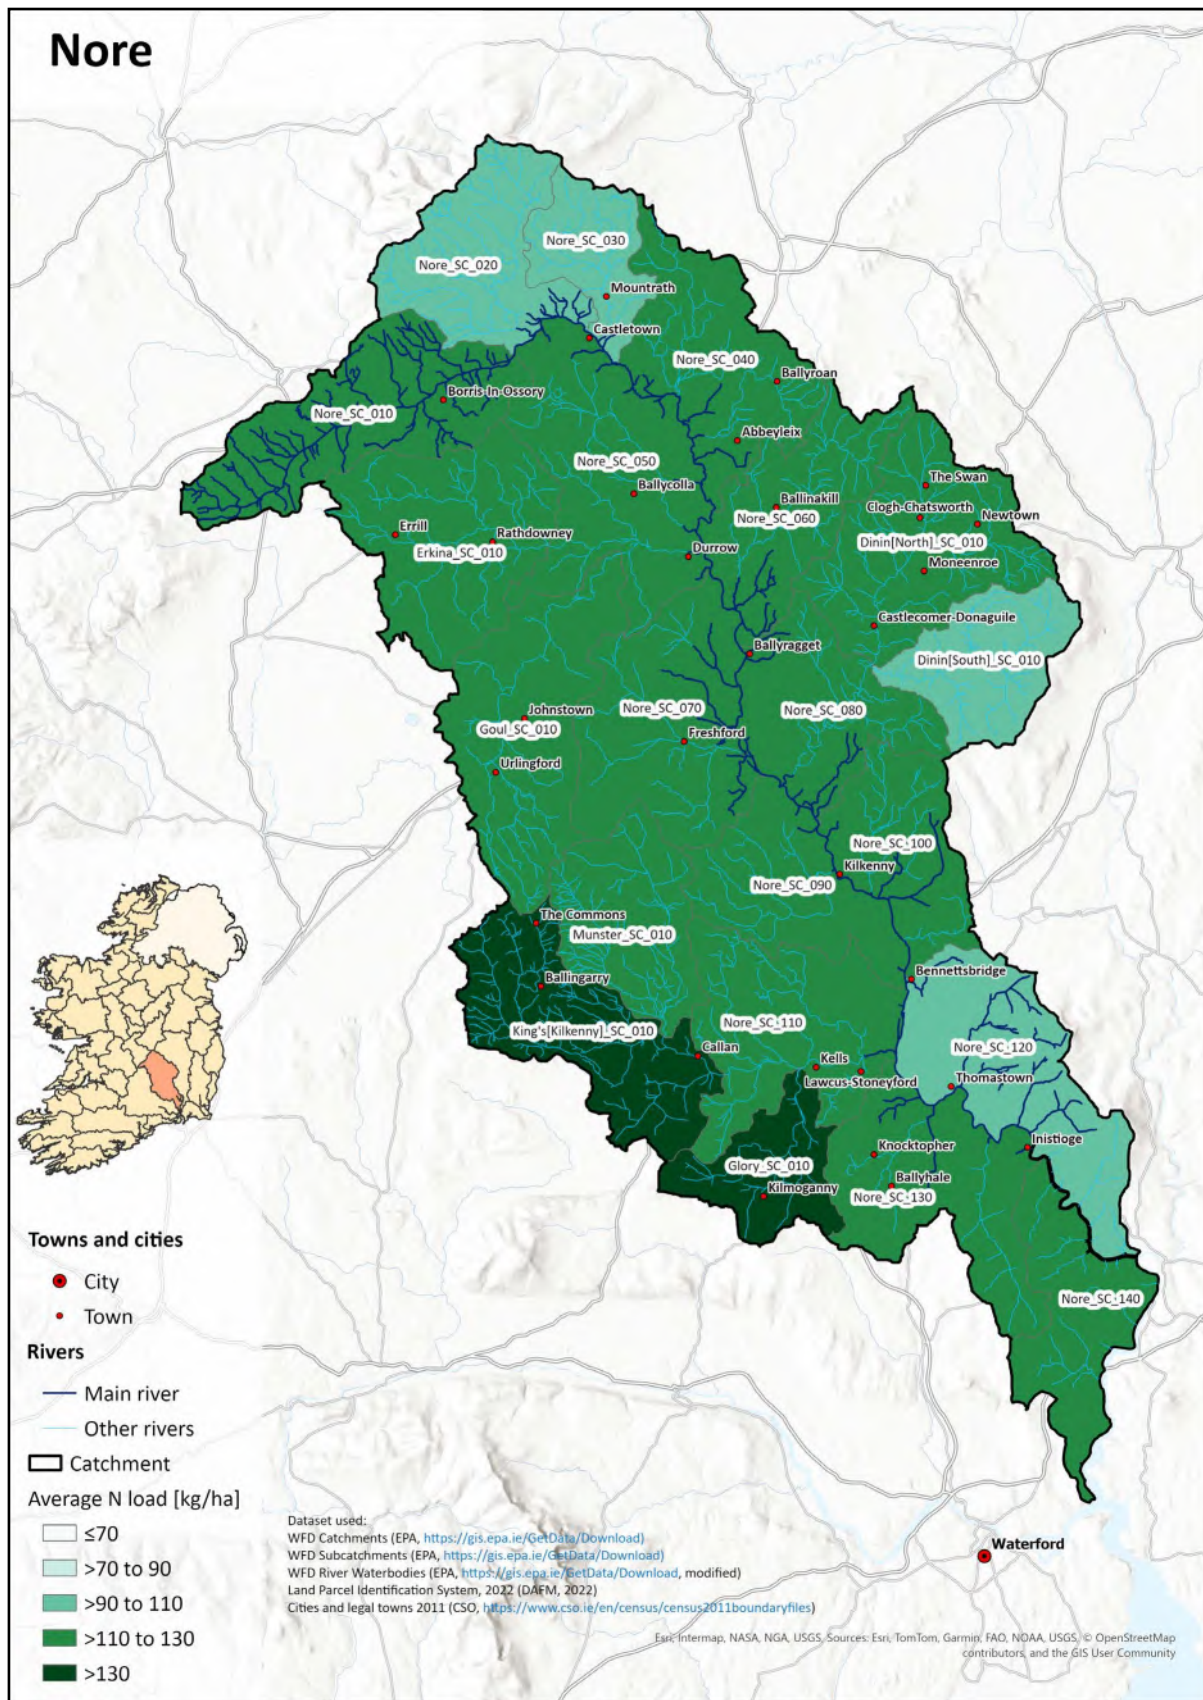 Nore
Nore_SC_030
Nore_SC_020
Mountrath
Castletown
Nore_SC_040
Ballyroan
Borris-In-Ossory
Nore_SC_010
Abbeyleix
Nore_SC_050
The Swan
Ballycolla
Ballinakill
Clogh-Chatsworth
Nore_SC_060
Newtown
Errill
Rathdowney
Dinin[North]_SC_010
Erkina_SC_010
Durrow
Moneenroe
Castlecomer-Donaguile
Ballyragget
Dinin[South]_SC_010
Johnstown
Nore_SC_070
Nore_SC_080
Goul_SC_010
Freshford
Urlingford
Nore_SC_100
Kilkenny
Nore_SC_090
The Commons
Munster_SC_010
Bennettsbridge
Ballingarry
Nore_SC_110
King's[Kilkenny]_SC_010
Nore_SC_120
Callan
Kells
Lawcus-Stoneyford
Thomastown
Inistioge
Knocktopher
Glory_SC_010
Ballyhale
Kilmoganny
Nore_SC_130
Nore_SC_140
Waterford
Towns and cities
City
Town
Rivers
Main river
Other rivers
Catchment
Average N load [kg/ha]
≤70
>70 to 90
>90 to 110
>110 to 130
>130
Dataset used:
WFD Catchments (EPA, https://gis.epa.ie/GetData/Download)
WFD Subcatchments (EPA, https://gis.epa.ie/GetData/Download)
WFD River Waterbodies (EPA, https://gis.epa.ie/GetData/Download, modified)
Land Parcel Identification System, 2022 (DAFM, 2022)
Cities and legal towns 2011 (CSO, https://www.cso.ie/en/census/census2011boundaryfiles)
Esri, Intermap, NASA, NGA, USGS, Sources: Esri, TomTom, Garmin, FAO, NOAA, USGS, © OpenStreetMap
contributors, and the GIS User Community